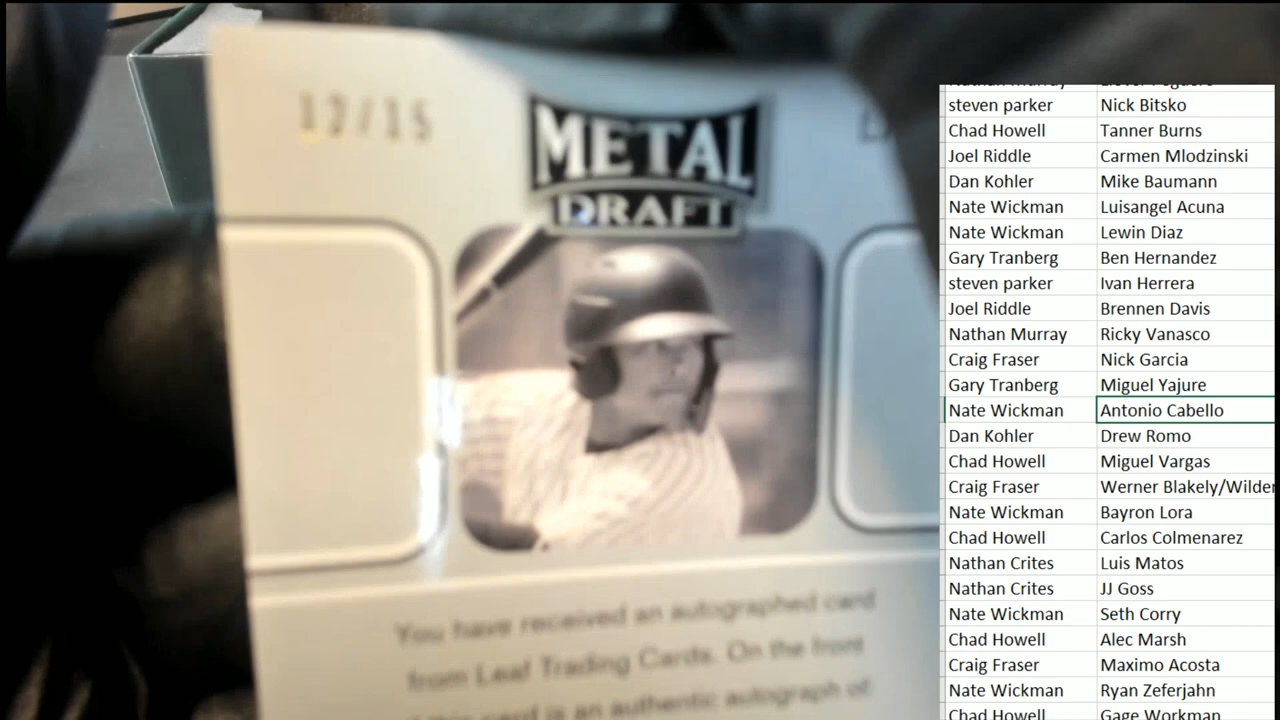 12/15
METAL
DRAFT
You have received an autographed card
from Leaf Trading Cards. On the front
card is an authentic autograph of:
steven parker Nick Bitsko
Chad Howell Tanner Burns
Joel Riddle Carmen Mlodzinski
Dan Kohler Mike Baumann
Nate Wickman Luisangel Acuna
Nate Wickman Lewin Diaz
Gary Tranberg Ben Hernandez
steven parker Ivan Herrera
Joel Riddle Brennen Davis
Nathan Murray Ricky Vanasco
Craig Fraser Nick Garcia
Gary Tranberg Miguel Yajure
Nate Wickman Antonio Cabello
Dan Kohler Drew Romo
Chad Howell Miguel Vargas
Craig Fraser Werner Blakely/Wilder
Nate Wickman Bayron Lora
Chad Howell Carlos Colmenarez
Nathan Crites Luis Matos
Nathan Crites JJ Goss
Nate Wickman Seth Corry
Chad Howell Alec Marsh
Craig Fraser Maximo Acosta
Nate Wickman Ryan Zeferjahn
Chad Howell Gage Workman